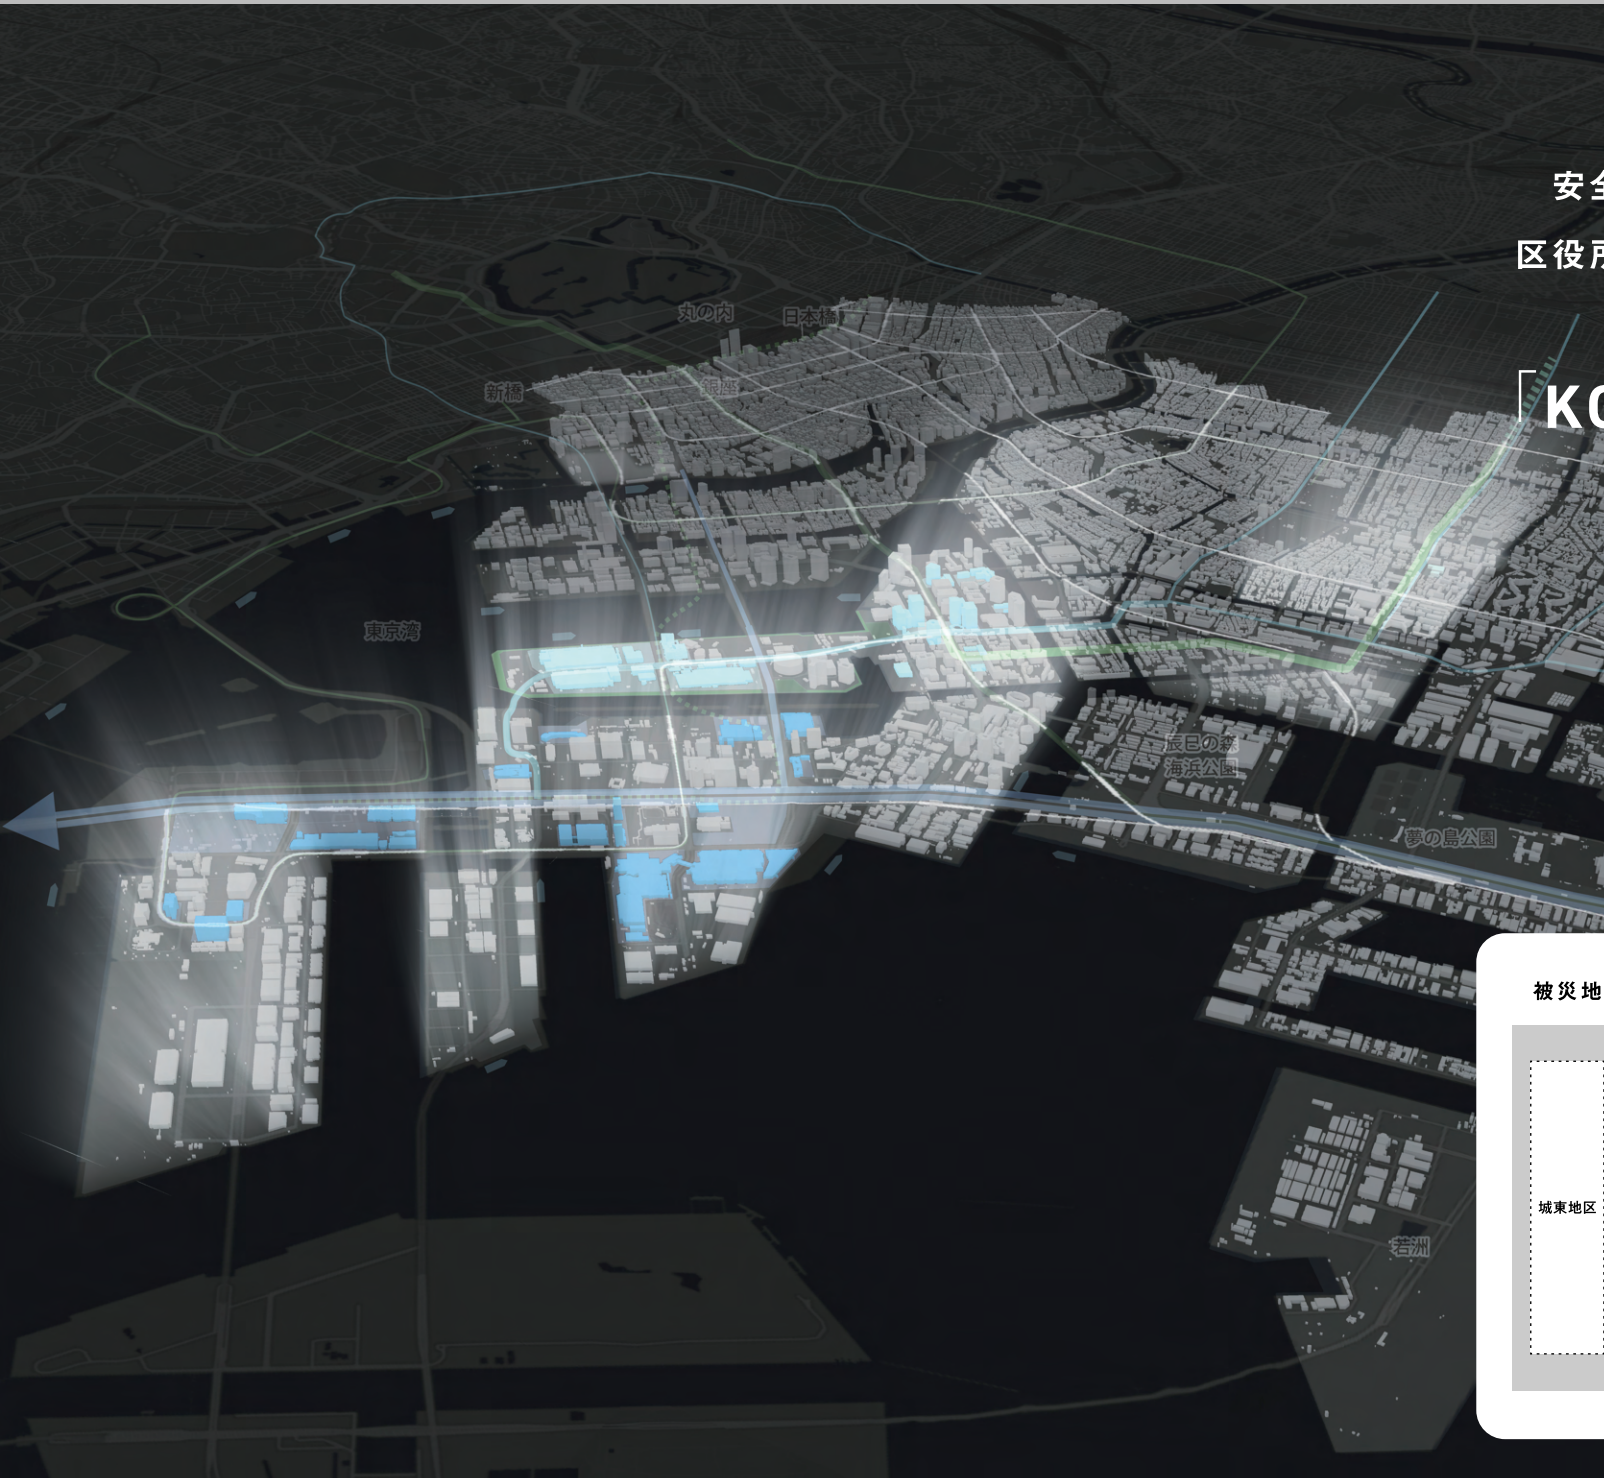 安全
区役所
「KO
丸の内
日本橋
新橋
銀座
東京湾
辰巳の森
海浜公園
夢の島公園
被災地
城東地区
若洲